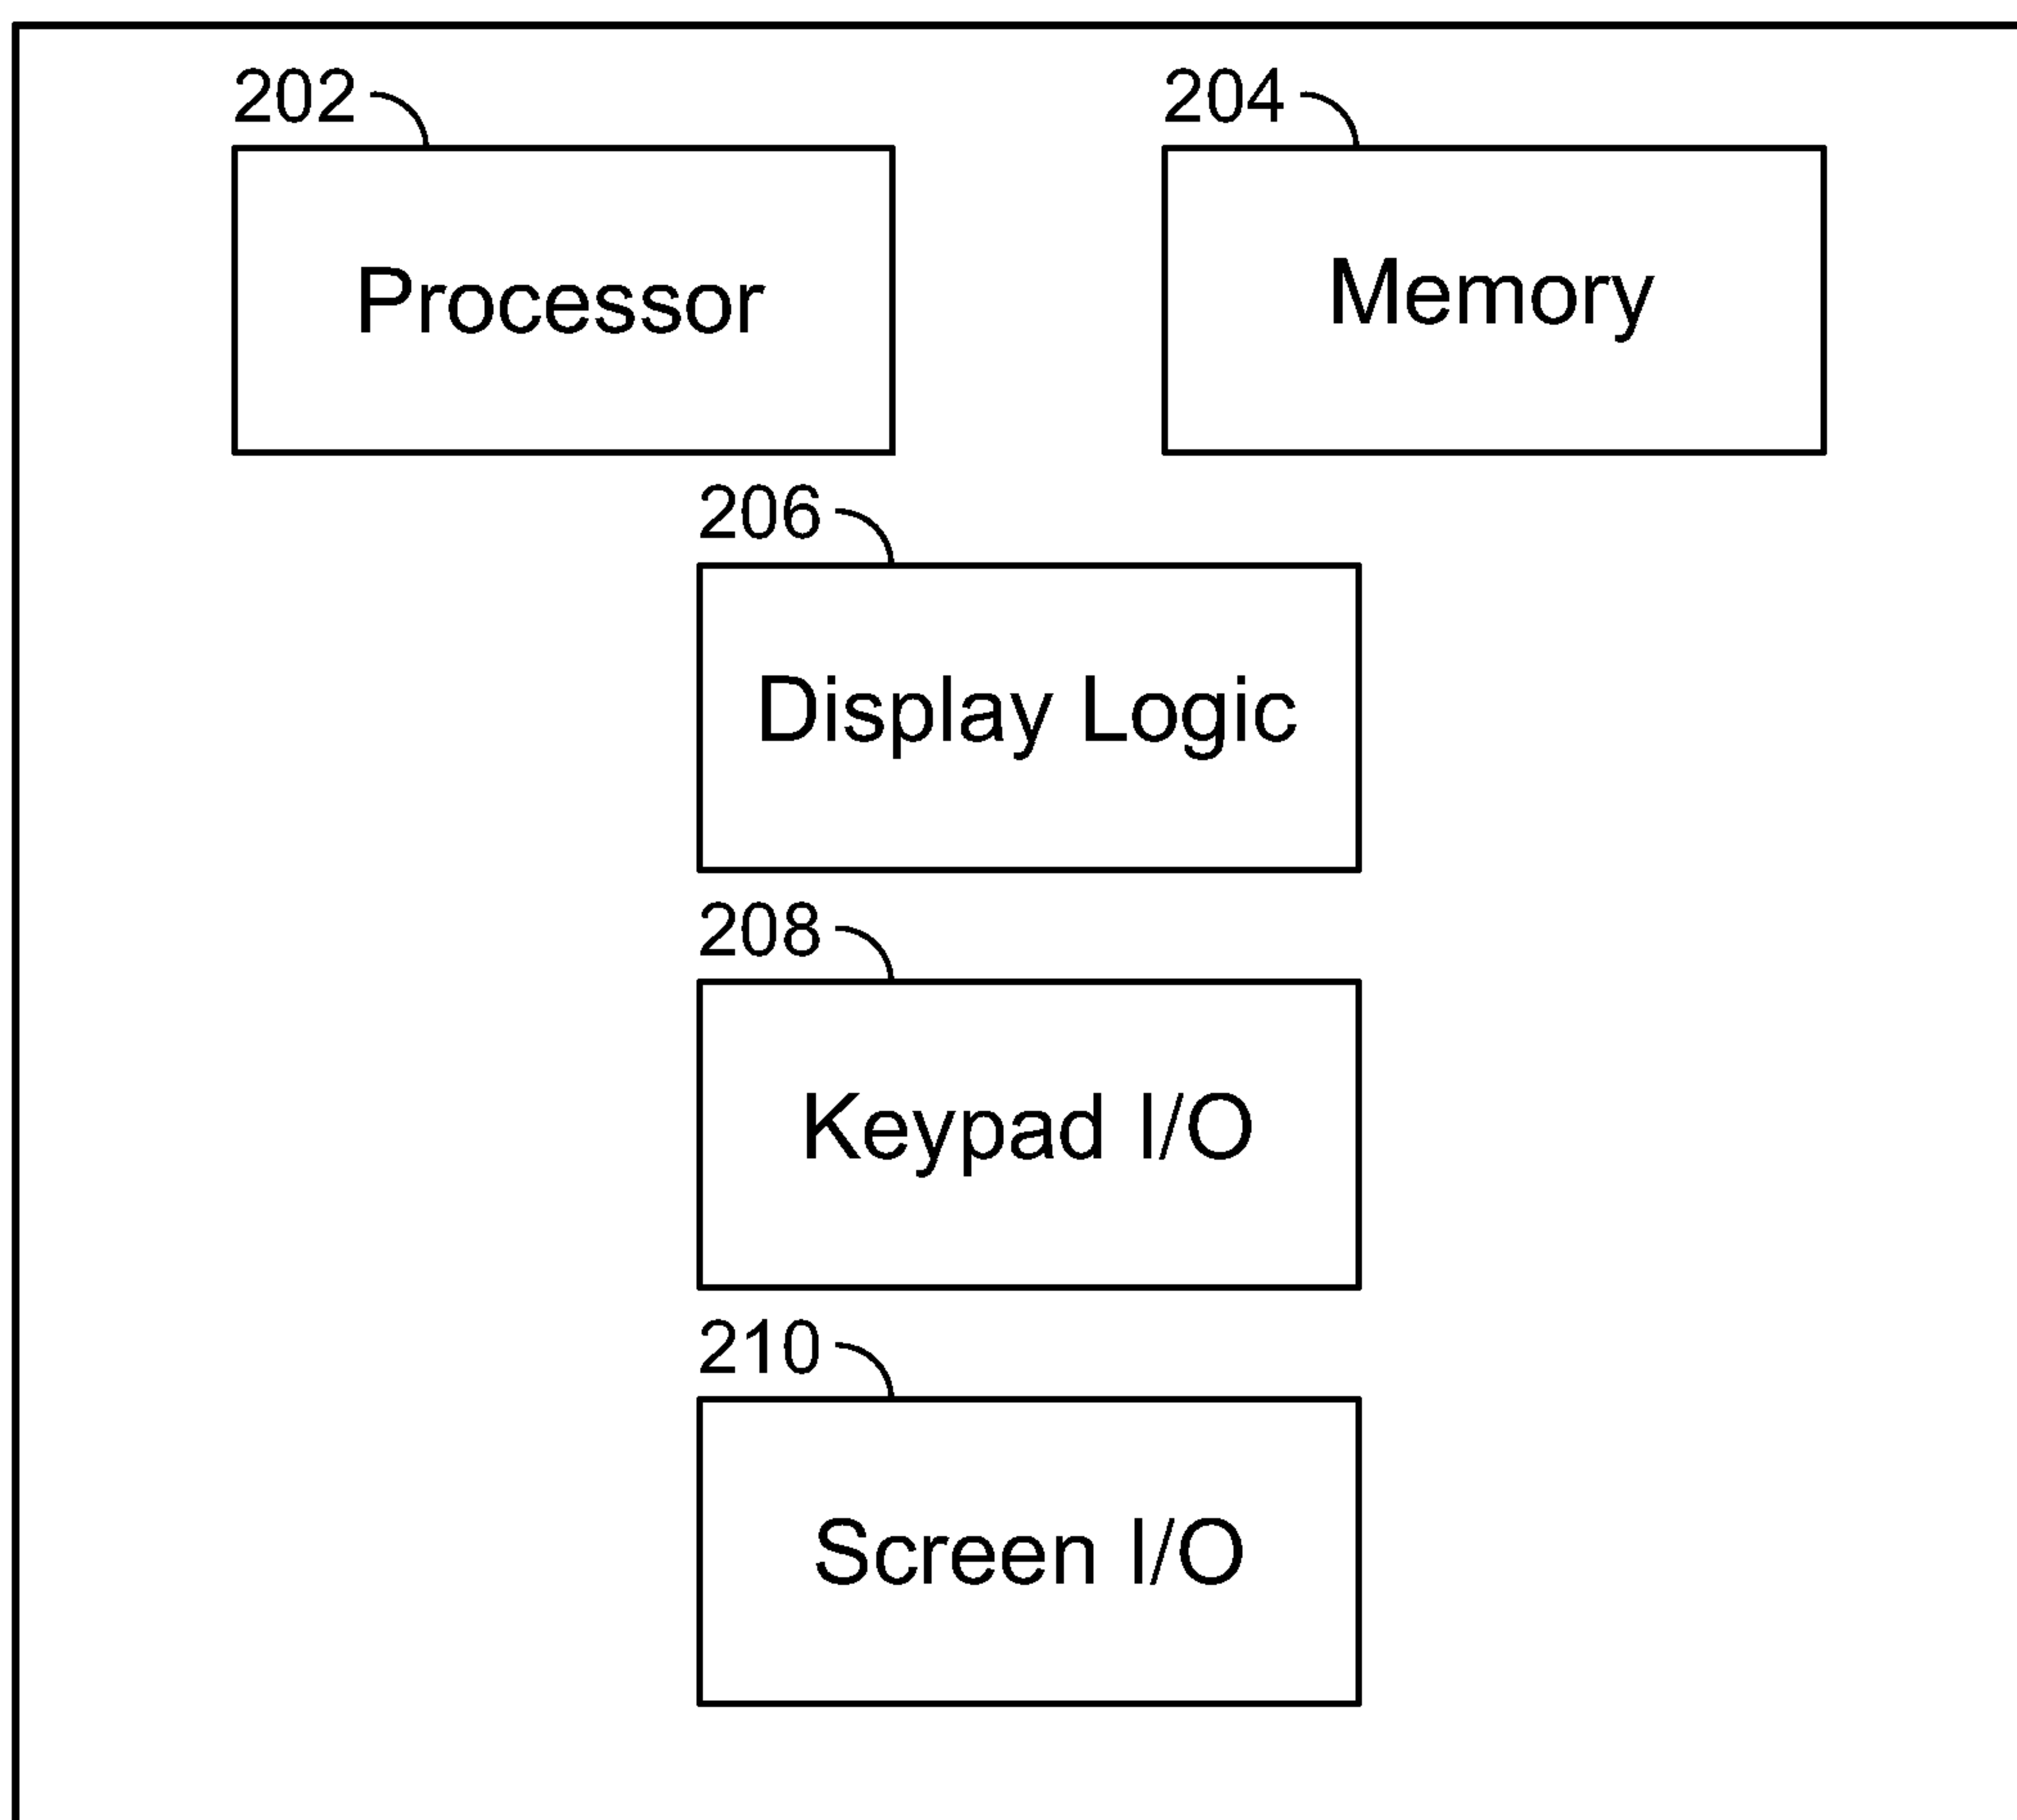 202
204
Processor
Memory
206
Display Logic
208
Keypad I/O
210
Screen I/O